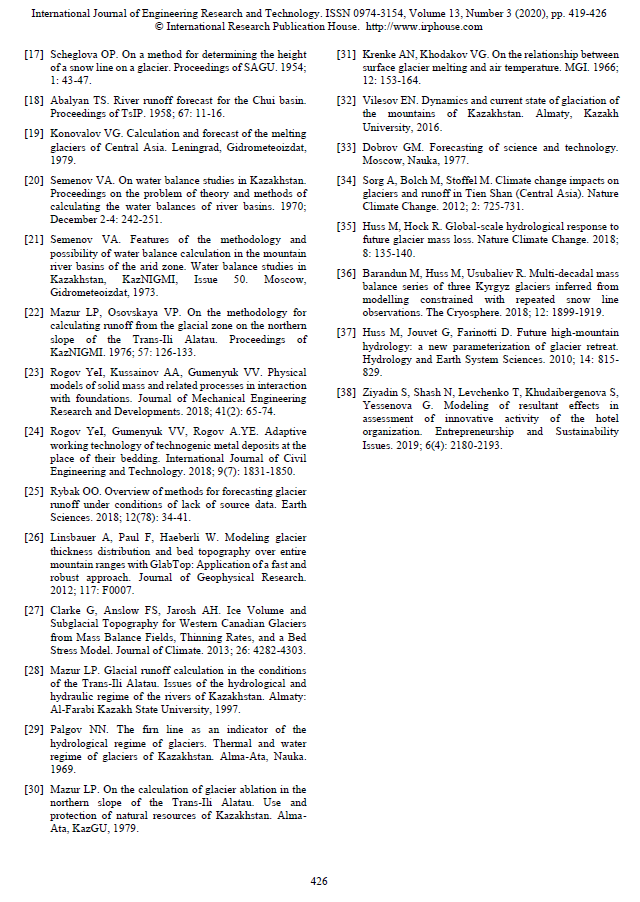 International Journal of Engineering Research and Technology. ISSN 0974-3154, Volume 13, Number 3 (2020), pp. 419-426
© International Research Publication House. http://www.irphouse.com
[17] Scheglova OP. On a method for determining the height
of a snow line on a glacier. Proceedings of SAGU. 1954;
1: 43-47.
[18] Abalyan TS. River runoff forecast for the Chui basin.
Proceedings of TsIP. 1958; 67: 11-16.
[19] Konovalov VG. Calculation and forecast of the melting
glaciers of Central Asia. Leningrad, Gidrometeoizdat,
1979.
[20] Semenov VA. On water balance studies in Kazakhstan.
Proceedings on the problem of theory and methods of
calculating the water balances of river basins. 1970;
December 2-4: 242-251.
[21] Semenov VA. Features of the methodology and
possibility of water balance calculation in the mountain
river basins of the arid zone. Water balance studies in
Kazakhstan, KazNIGMI, Issue 50. Moscow,
Gidrometeoizdat, 1973.
[22] Mazur LP, Osovskaya VP. On the methodology for
calculating runoff from the glacial zone on the northern
slope of the Trans-Ili Alatau. Proceedings of
KazNIGMI. 1976; 57: 126-133.
[23] Rogov YeI, Kussainov AA, Gumenyuk VV. Physical
models of solid mass and related processes in interaction
with foundations. Journal of Mechanical Engineering
Research and Developments. 2018; 41(2): 65-74.
[24] Rogov YeI, Gumenyuk VV, Rogov A.YE. Adaptive
working technology of technogenic metal deposits at the
place of their bedding. International Journal of Civil
Engineering and Technology. 2018; 9(7): 1831-1850.
[25] Rybak OO. Overview of methods for forecasting glacier
runoff under conditions of lack of source data. Earth
Sciences. 2018; 12(78): 34-41.
[26] Linsbauer A, Paul F, Haeberli W. Modeling glacier
thickness distribution and bed topography over entire
mountain ranges with GlabTop: Application of a fast and
robust approach. Journal of Geophysical Research.
2012; 117: F0007.
[27] Clarke G, Anslow FS, Jarosh AH. Ice Volume and
Subglacial Topography for Western Canadian Glaciers
from Mass Balance Fields, Thinning Rates, and a Bed
Stress Model. Journal of Climate. 2013; 26: 4282-4303.
[28] Mazur LP. Glacial runoff calculation in the conditions
of the Trans-Ili Alatau. Issues of the hydrological and
hydraulic regime of the rivers of Kazakhstan. Almaty:
Al-Farabi Kazakh State University, 1997.
[29] Palgov NN. The firn line as an indicator of the
hydrological regime of glaciers. Thermal and water
regime of glaciers of Kazakhstan. Alma-Ata, Nauka.
1969.
[30] Mazur LP. On the calculation of glacier ablation in the
northern slope of the Trans-Ili Alatau. Use and
protection of natural resources of Kazakhstan. Alma-
Ata, KazGU, 1979.
[31] Krenke AN, Khodakov VG. On the relationship between
surface glacier melting and air temperature. MGI. 1966;
12: 153-164.
[32] Vilesov EN. Dynamics and current state of glaciation of
the mountains of Kazakhstan. Almaty, Kazakh
University, 2016.
[33] Dobrov GM. Forecasting of science and technology.
Moscow, Nauka, 1977.
[34] Sorg A, Bolch M, Stoffel M. Climate change impacts on
glaciers and runoff in Tien Shan (Central Asia). Nature
Climate Change. 2012; 2: 725-731.
[35] Huss M, Hock R. Global-scale hydrological response to
future glacier mass loss. Nature Climate Change. 2018;
8: 135-140.
[36] Barandun M, Huss M, Usubaliev R. Multi-decadal mass
balance series of three Kyrgyz glaciers inferred from
modelling constrained with repeated snow line
observations. The Cryosphere. 2018; 12: 1899-1919.
[37] Huss M, Jouvet G, Farinotti D. Future high-mountain
hydrology: a new parameterization of glacier retreat.
Hydrology and Earth System Sciences. 2010; 14: 815-
829.
[38] Ziyadin S, Shash N, Levchenko T, Khudaibergenova S,
Yessenova G. Modeling of resultant effects in
assessment of innovative activity of the hotel
organization. Entrepreneurship and Sustainability
Issues. 2019; 6(4): 2180-2193.
426